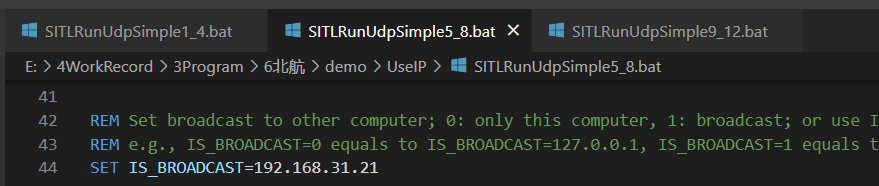 SITLRunUdpSimple1_4.bat SITLRunUdpSimple5_8.bat × SITLRunUdpSimple9_12.bat
E: > 4WorkRecord > 3Program > 6北航 > demo > UseIP > SITLRunUdpSimple5_8.bat
41
42 REM Set broadcast to other computer; 0: only this computer, 1: broadcast; or use I
43 REM e.g., IS_BROADCAST=0 equals to IS_BROADCAST=127.0.0.1, IS_BROADCAST=1 equals t
44 SET IS_BROADCAST=192.168.31.21